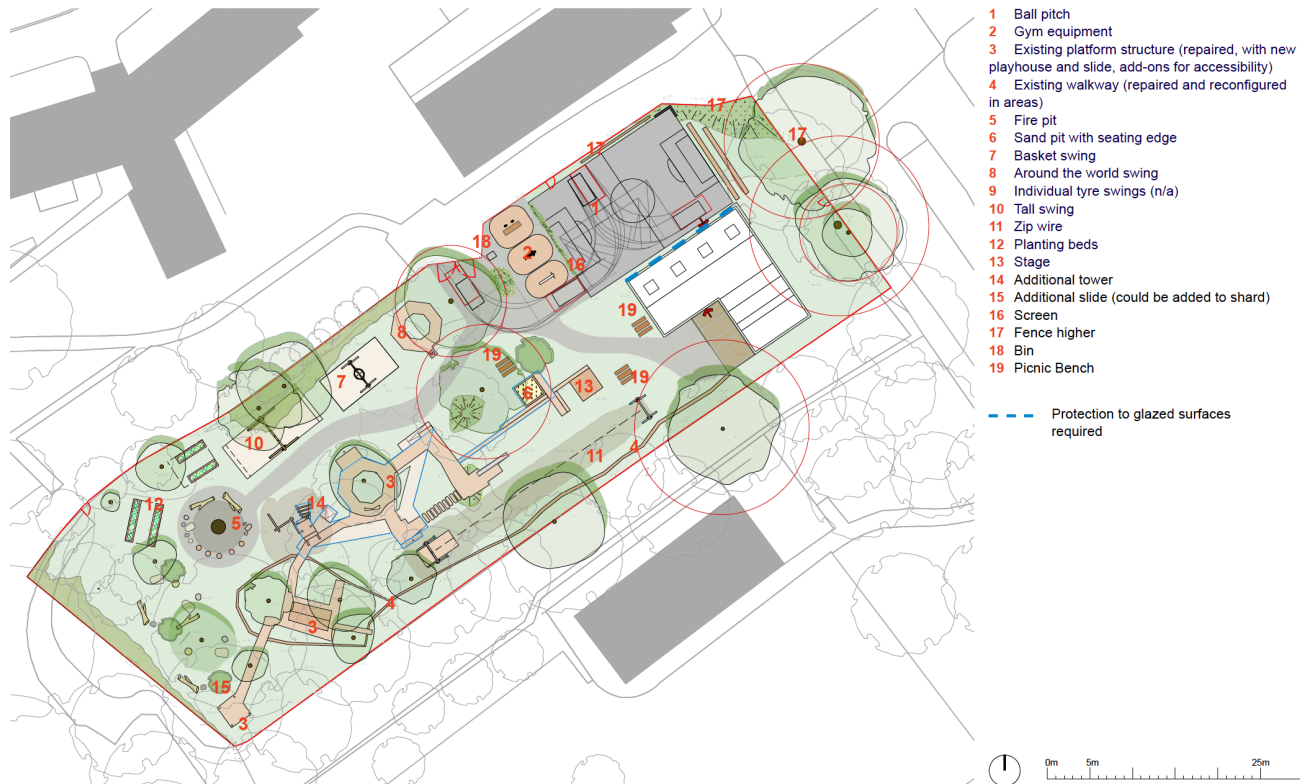 1 Ball pitch
2 Gym equipment
3 Existing platform structure (repaired, with new
playhouse and slide, add-ons for accessibility)
4 Existing walkway (repaired and reconfigured
in areas)
5 Fire pit
6 Sand pit with seating edge
7 Basket swing
8 Around the world swing
9 Individual tyre swings (n/a)
10 Tall swing
11 Zip wire
12 Planting beds
13 Stage
14 Additional tower
15 Additional slide (could be added to shard)
16 Screen
17 Fence higher
18 Bin
19 Picnic Bench
Protection to glazed surfaces
required
17
17
17
1
18
2
16
19
8
19
7
6
13
19
10
4
11
3
12
14
5
4
3
15
3
0m 5m 25m